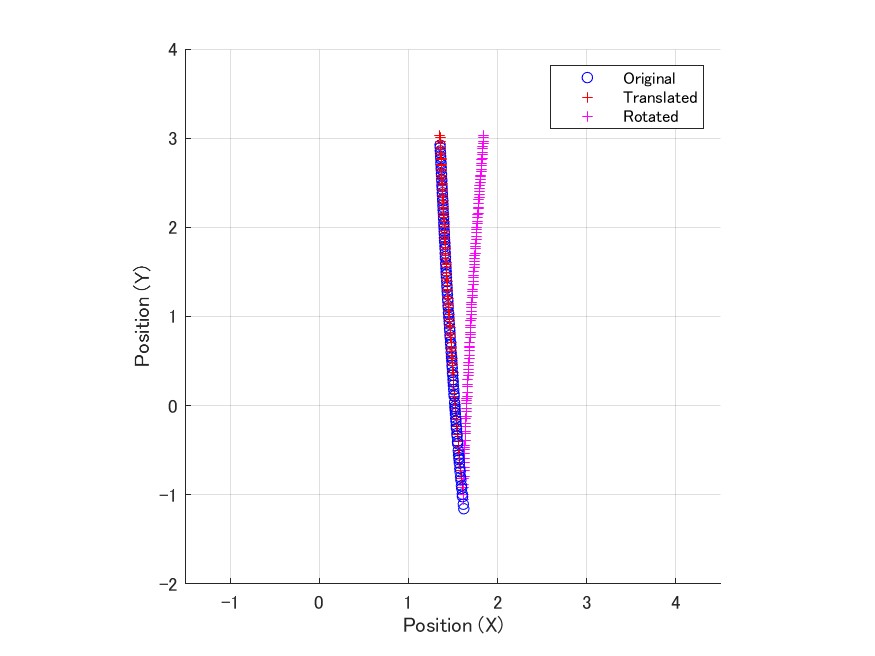 Original
Translated
Rotated
4
3
2
1
0
−1
−2
−1
0
1
2
3
4
Position (Y)
Position (X)